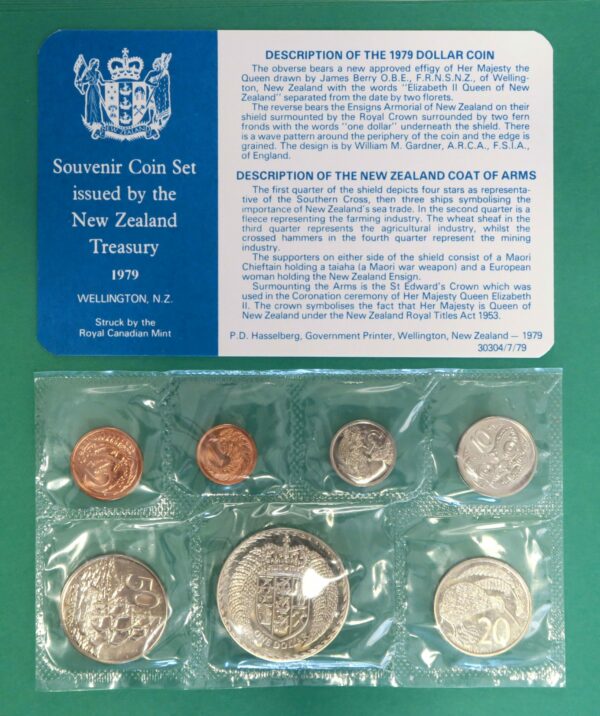 NEW ZEALAND
Souvenir Coin Set
issued by the
New Zealand
Treasury
1979
WELLINGTON, N.Z.
Struck by the
Royal Canadian Mint
DESCRIPTION OF THE 1979 DOLLAR COIN
The obverse bears a new approved effigy of Her Majesty the
Queen drawn by James Berry O.B.E., F.R.N.S.N.Z., of Welling-
ton, New Zealand with the words "Elizabeth II Queen of New
Zealand" separated from the date by two florets.
The reverse bears the Ensigns Armorial of New Zealand on their
shield surmounted by the Royal Crown surrounded by two fern
fronds with the words "one dollar" underneath the shield. There
is a wave pattern around the periphery of the coin and the edge is
grained. The design is by William M. Gardner, A.R.C.A., F.S.I.A.,
of England.
DESCRIPTION OF THE NEW ZEALAND COAT OF ARMS
The first quarter of the shield depicts four stars as representa-
tive of the Southern Cross, then three ships symbolising the
importance of New Zealand's sea trade. In the second quarter is a
fleece representing the farming industry. The wheat sheaf in the
third quarter represents the agricultural industry, whilst the
crossed hammers in the fourth quarter represent the mining
industry.
The supporters on either side of the shield consist of a Maori
Chieftain holding a taiaha (a Maori war weapon) and a European
woman holding the New Zealand Ensign.
Surmounting the Arms is the St Edward's Crown which was
used in the Coronation ceremony of Her Majesty Queen Elizabeth
II. The crown symbolises the fact that Her Majesty is Queen of
New Zealand under the New Zealand Royal Titles Act 1953.
P.D. Hasselberg, Government Printer, Wellington, New Zealand — 1979
30304/7/79
2
1
5
10
50
ONE DOLLAR
20